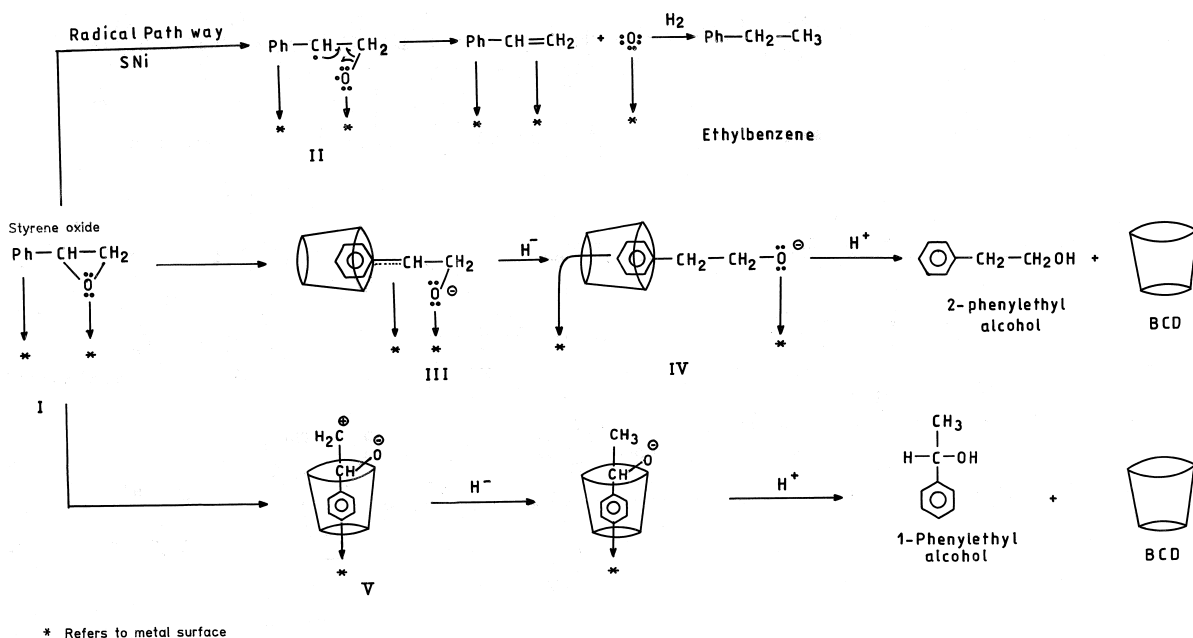 Radical Path way
SNi
Ph—CH—CH₂
•Ö:
Ph—CH=CH₂ + :Ö:
H₂
Ph—CH₂—CH₃
* * * * *
II
Ethylbenzene
Styrene oxide
Ph—CH—CH₂
:O:
* *
I
CH—CH₂
:O: ⊖
* *
III
H⁻
CH₂—CH₂—O ⊖
* *
IV
H⁺
CH₂—CH₂OH +
2-phenylethyl
alcohol
BCD
⊕
H₂C ⊖
CH O
*
V
H⁻
CH₃ ⊖
CH O
*
H⁺
CH₃
H—C—OH
1-Phenylethyl
alcohol
+
BCD
* Refers to metal surface